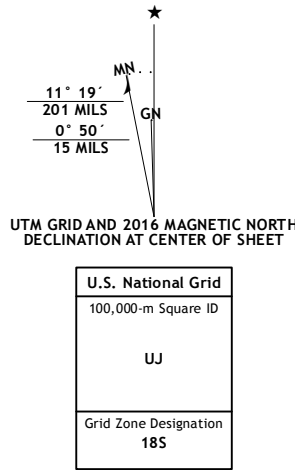 ★
MN
GN
11° 19´
201 MILS
0° 50´
15 MILS
UTM GRID AND 2016 MAGNETIC NORTH
DECLINATION AT CENTER OF SHEET
U.S. National Grid
100,000-m Square ID
UJ
Grid Zone Designation
18S